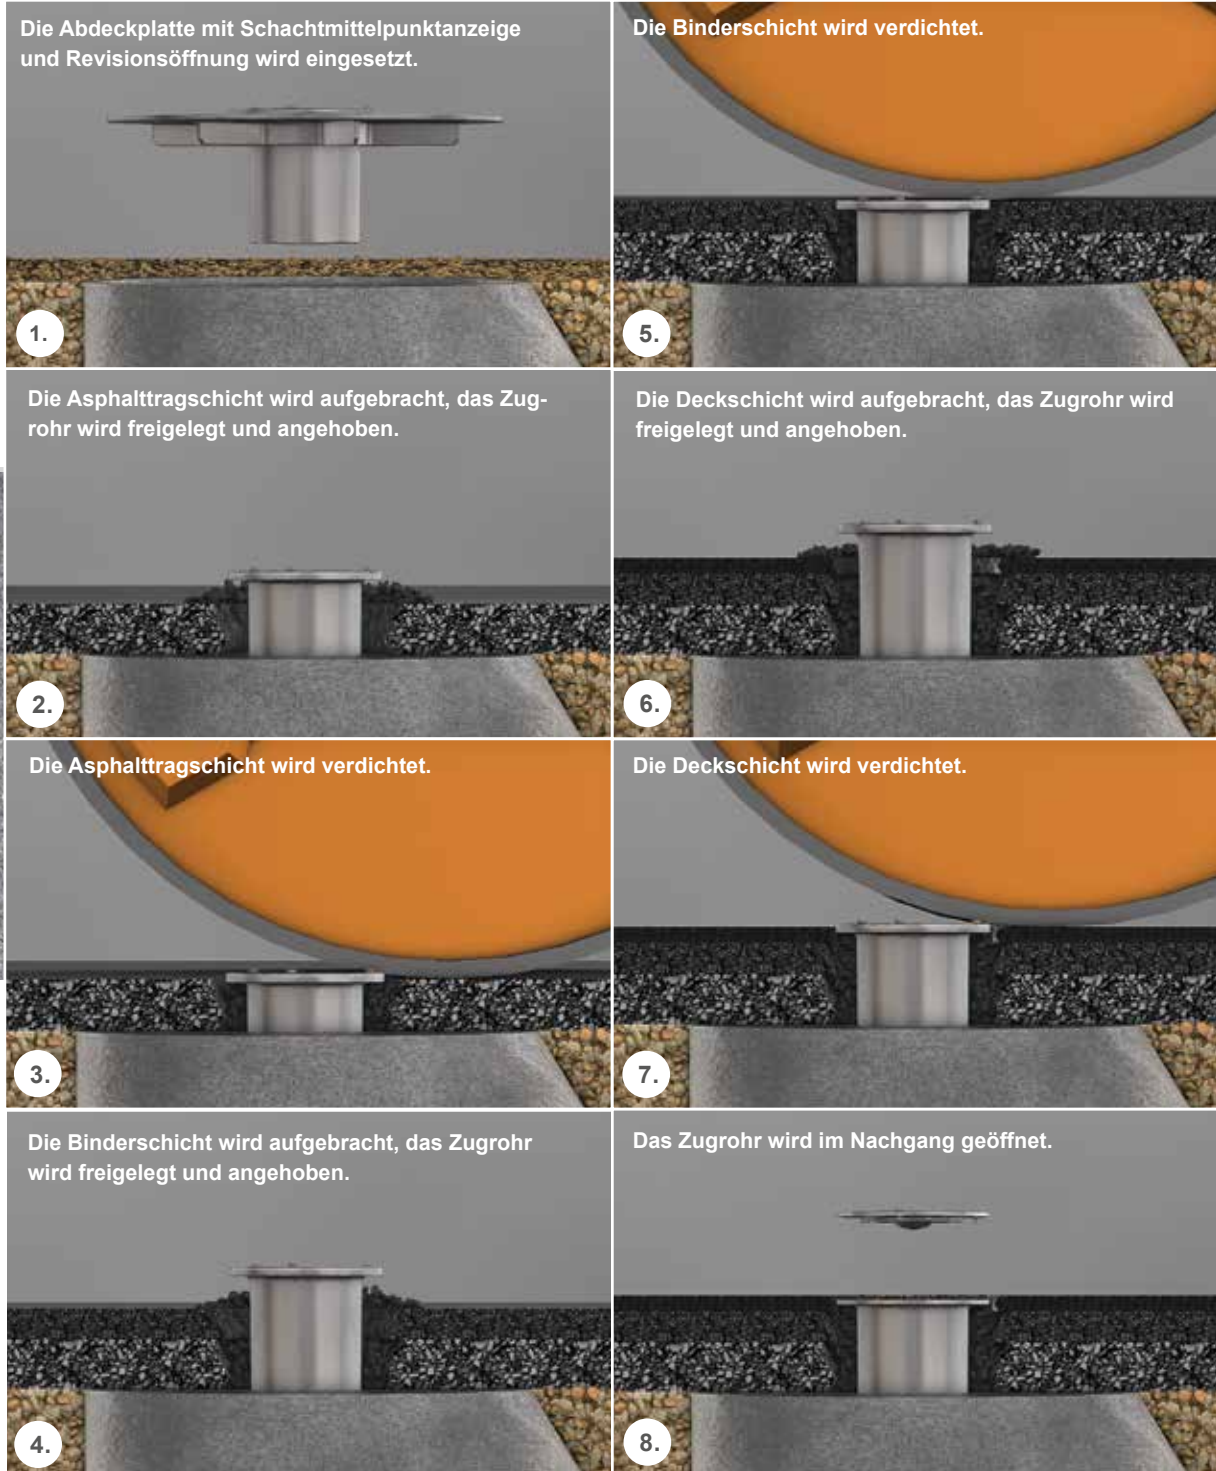 Die Abdeckplatte mit Schachtmittelpunktanzeige
und Revisionsöffnung wird eingesetzt.
1.
Die Asphalttragschicht wird aufgebracht, das Zug-
rohr wird freigelegt und angehoben.
2.
Die Asphalttragschicht wird verdichtet.
3.
Die Binderschicht wird aufgebracht, das Zugrohr
wird freigelegt und angehoben.
4.
Die Binderschicht wird verdichtet.
5.
Die Deckschicht wird aufgebracht, das Zugrohr wird
freigelegt und angehoben.
6.
Die Deckschicht wird verdichtet.
7.
Das Zugrohr wird im Nachgang geöffnet.
8.